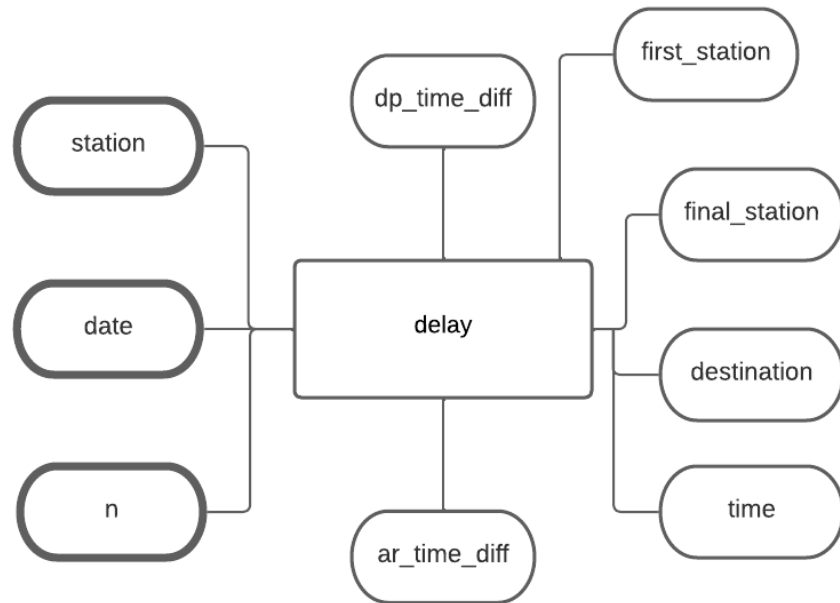 first_station
dp_time_diff
station
final_station
date
delay
destination
n
time
ar_time_diff